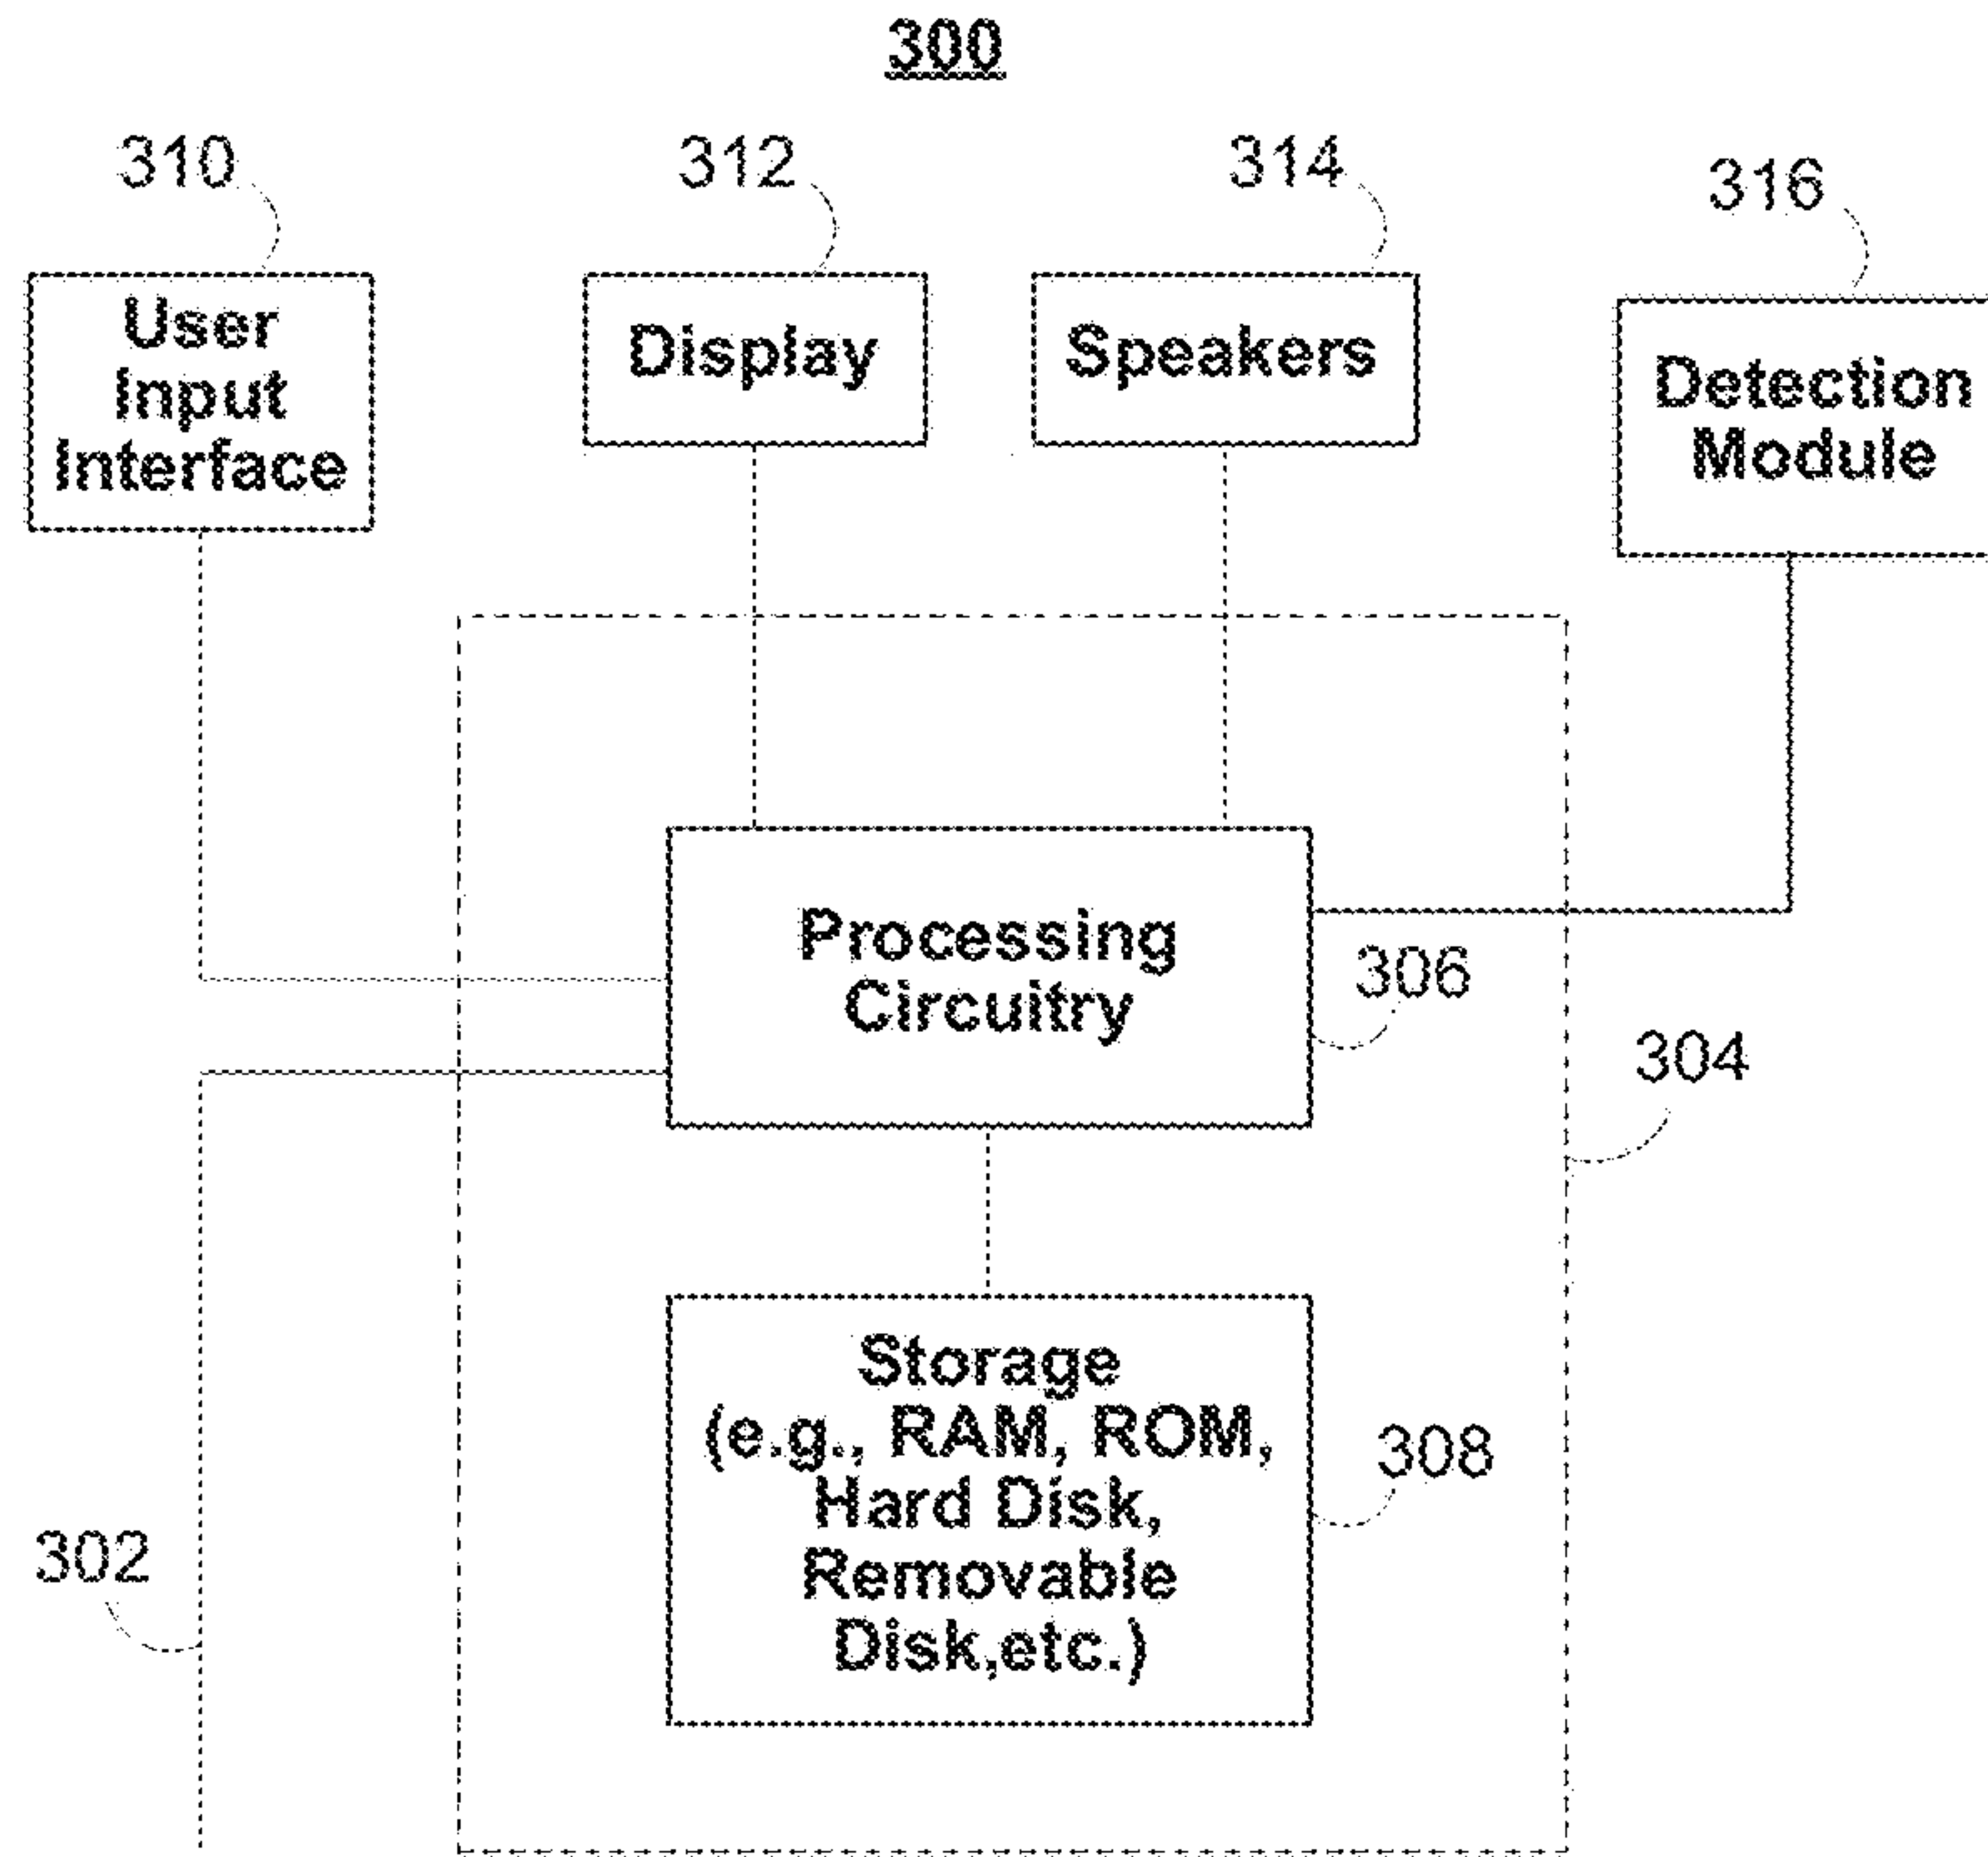 300
310
312
314
316
User
Input
Interface
Display
Speakers
Detection
Module
Processing
Circuitry
306
304
Storage
(e.g., RAM, ROM,
Hard Disk,
Removable
Disk,etc.)
308
302